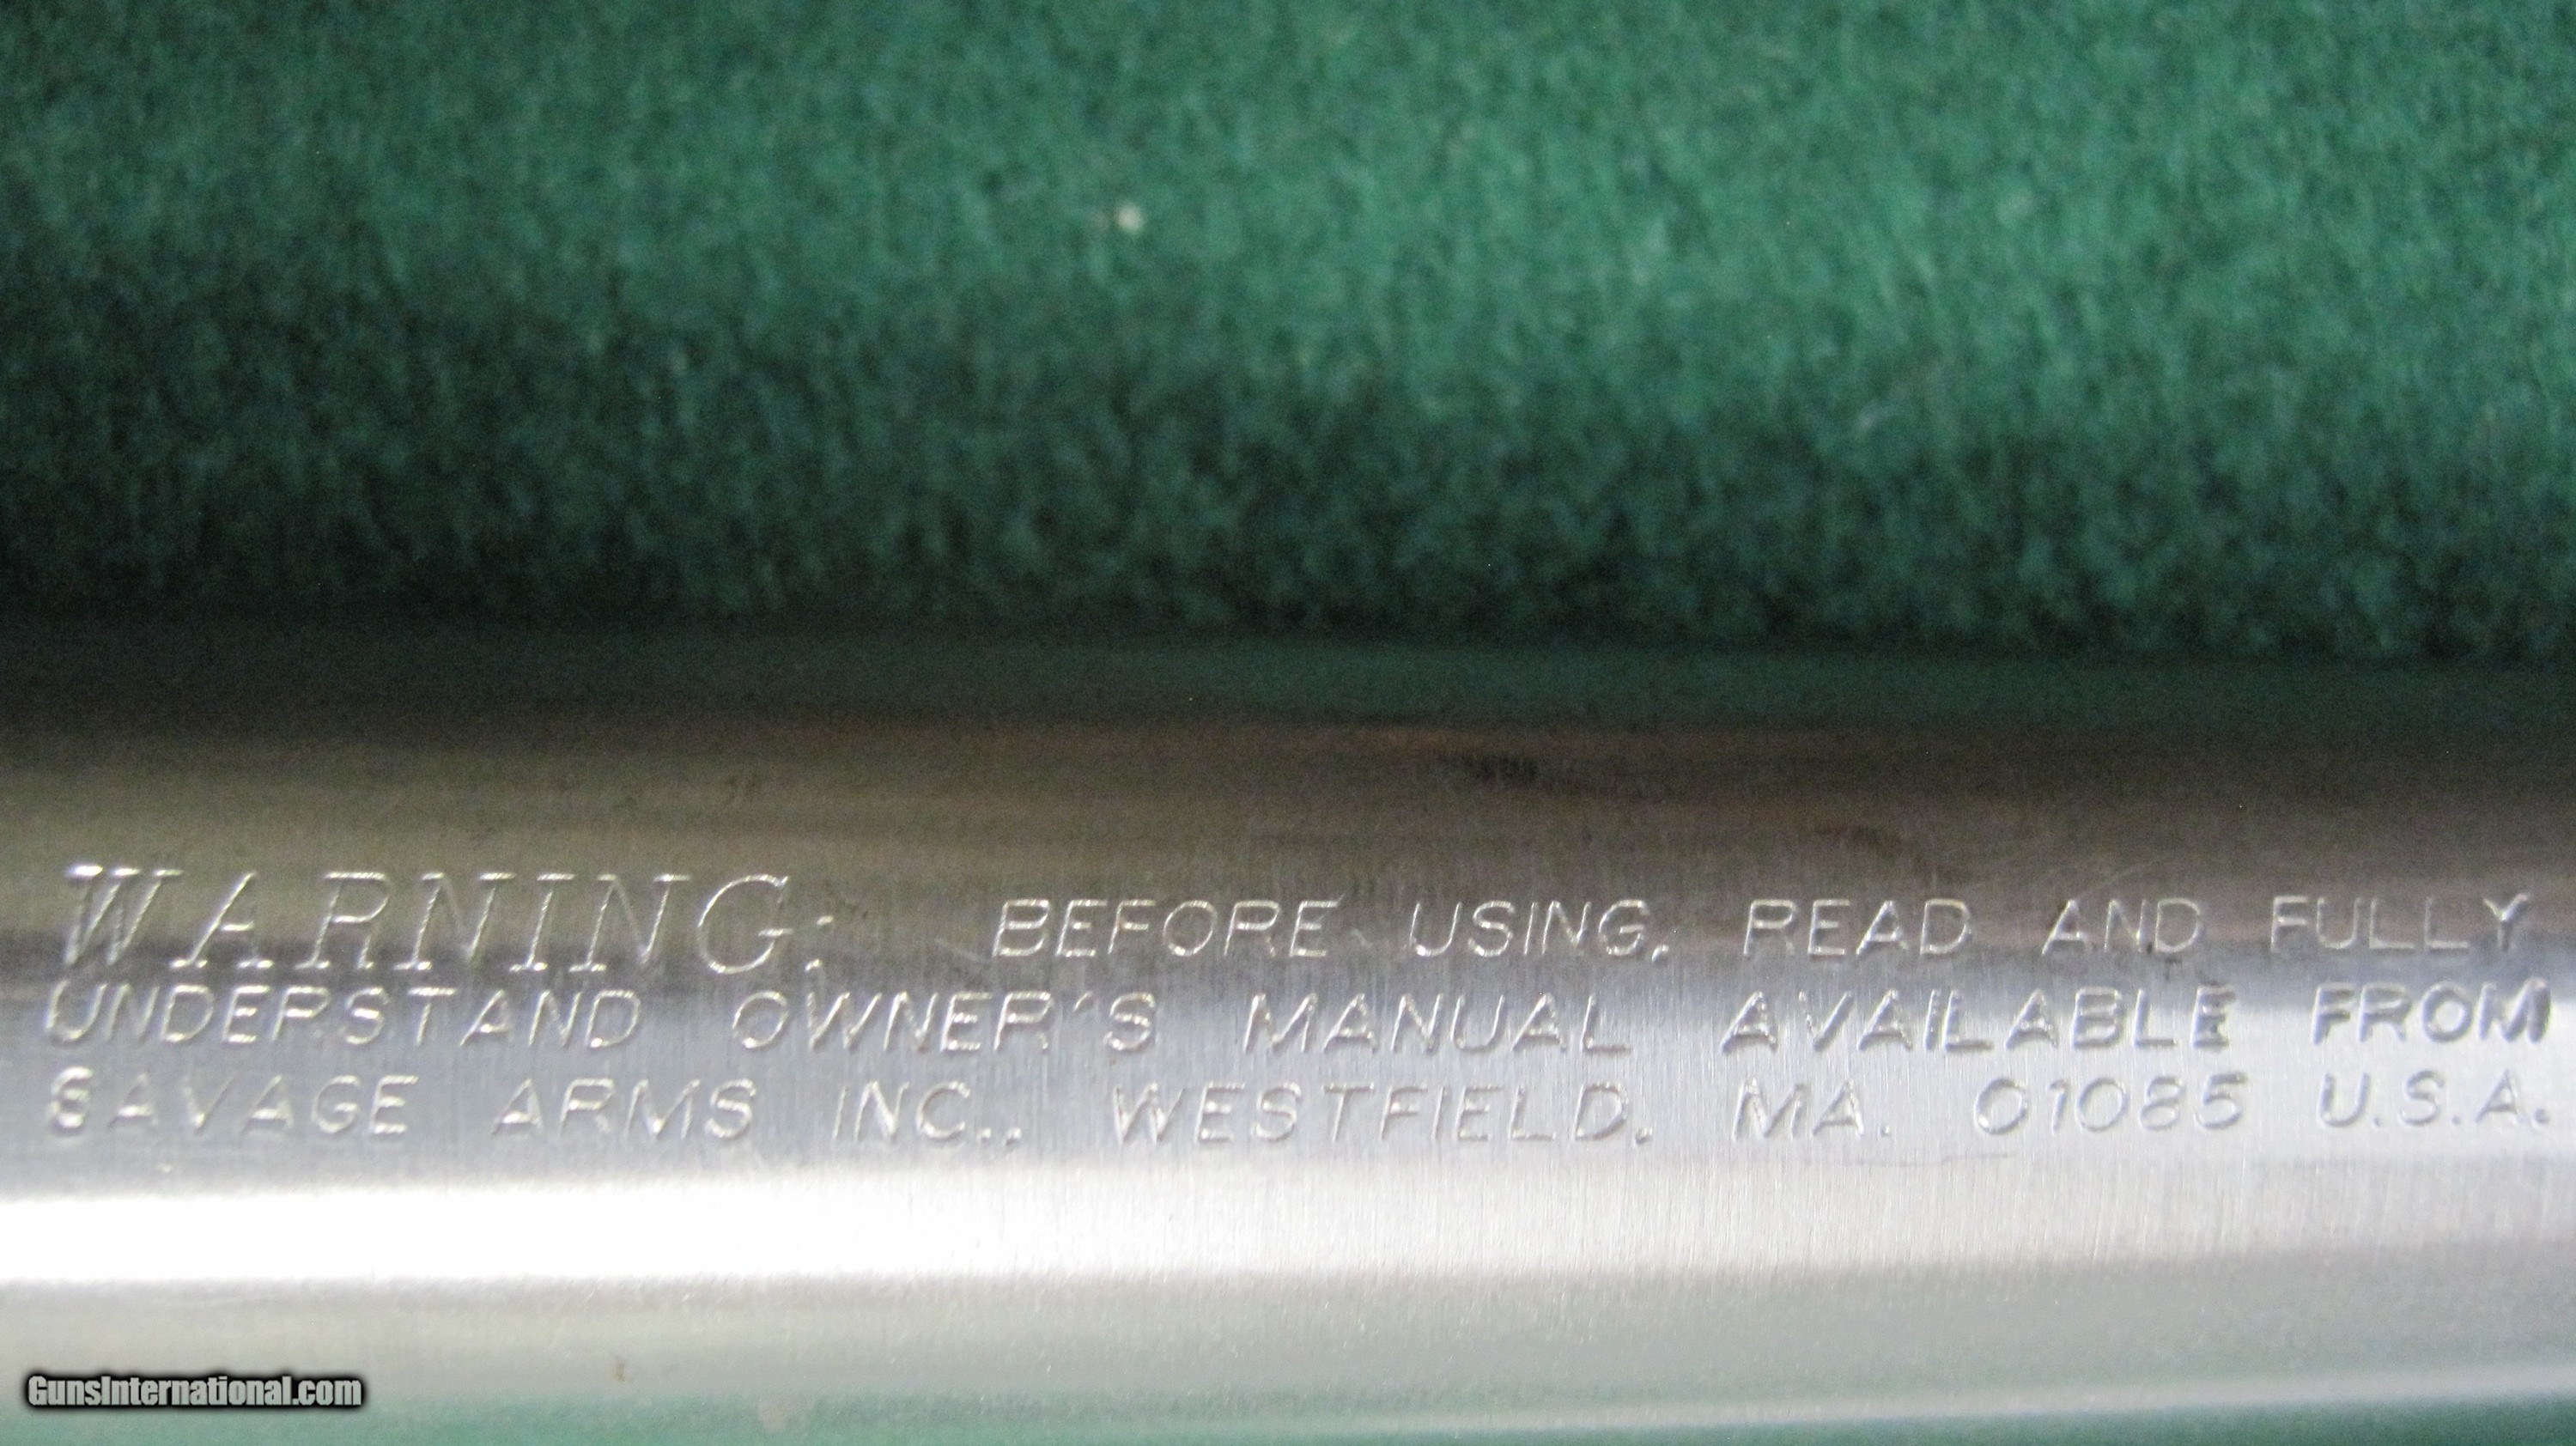 WARNING: BEFORE USING, READ AND FULLY
UNDERSTAND OWNER'S MANUAL AVAILABLE FROM
SAVAGE ARMS INC., WESTFIELD, MA. 01085 U.S.A.
GunsInternational.com